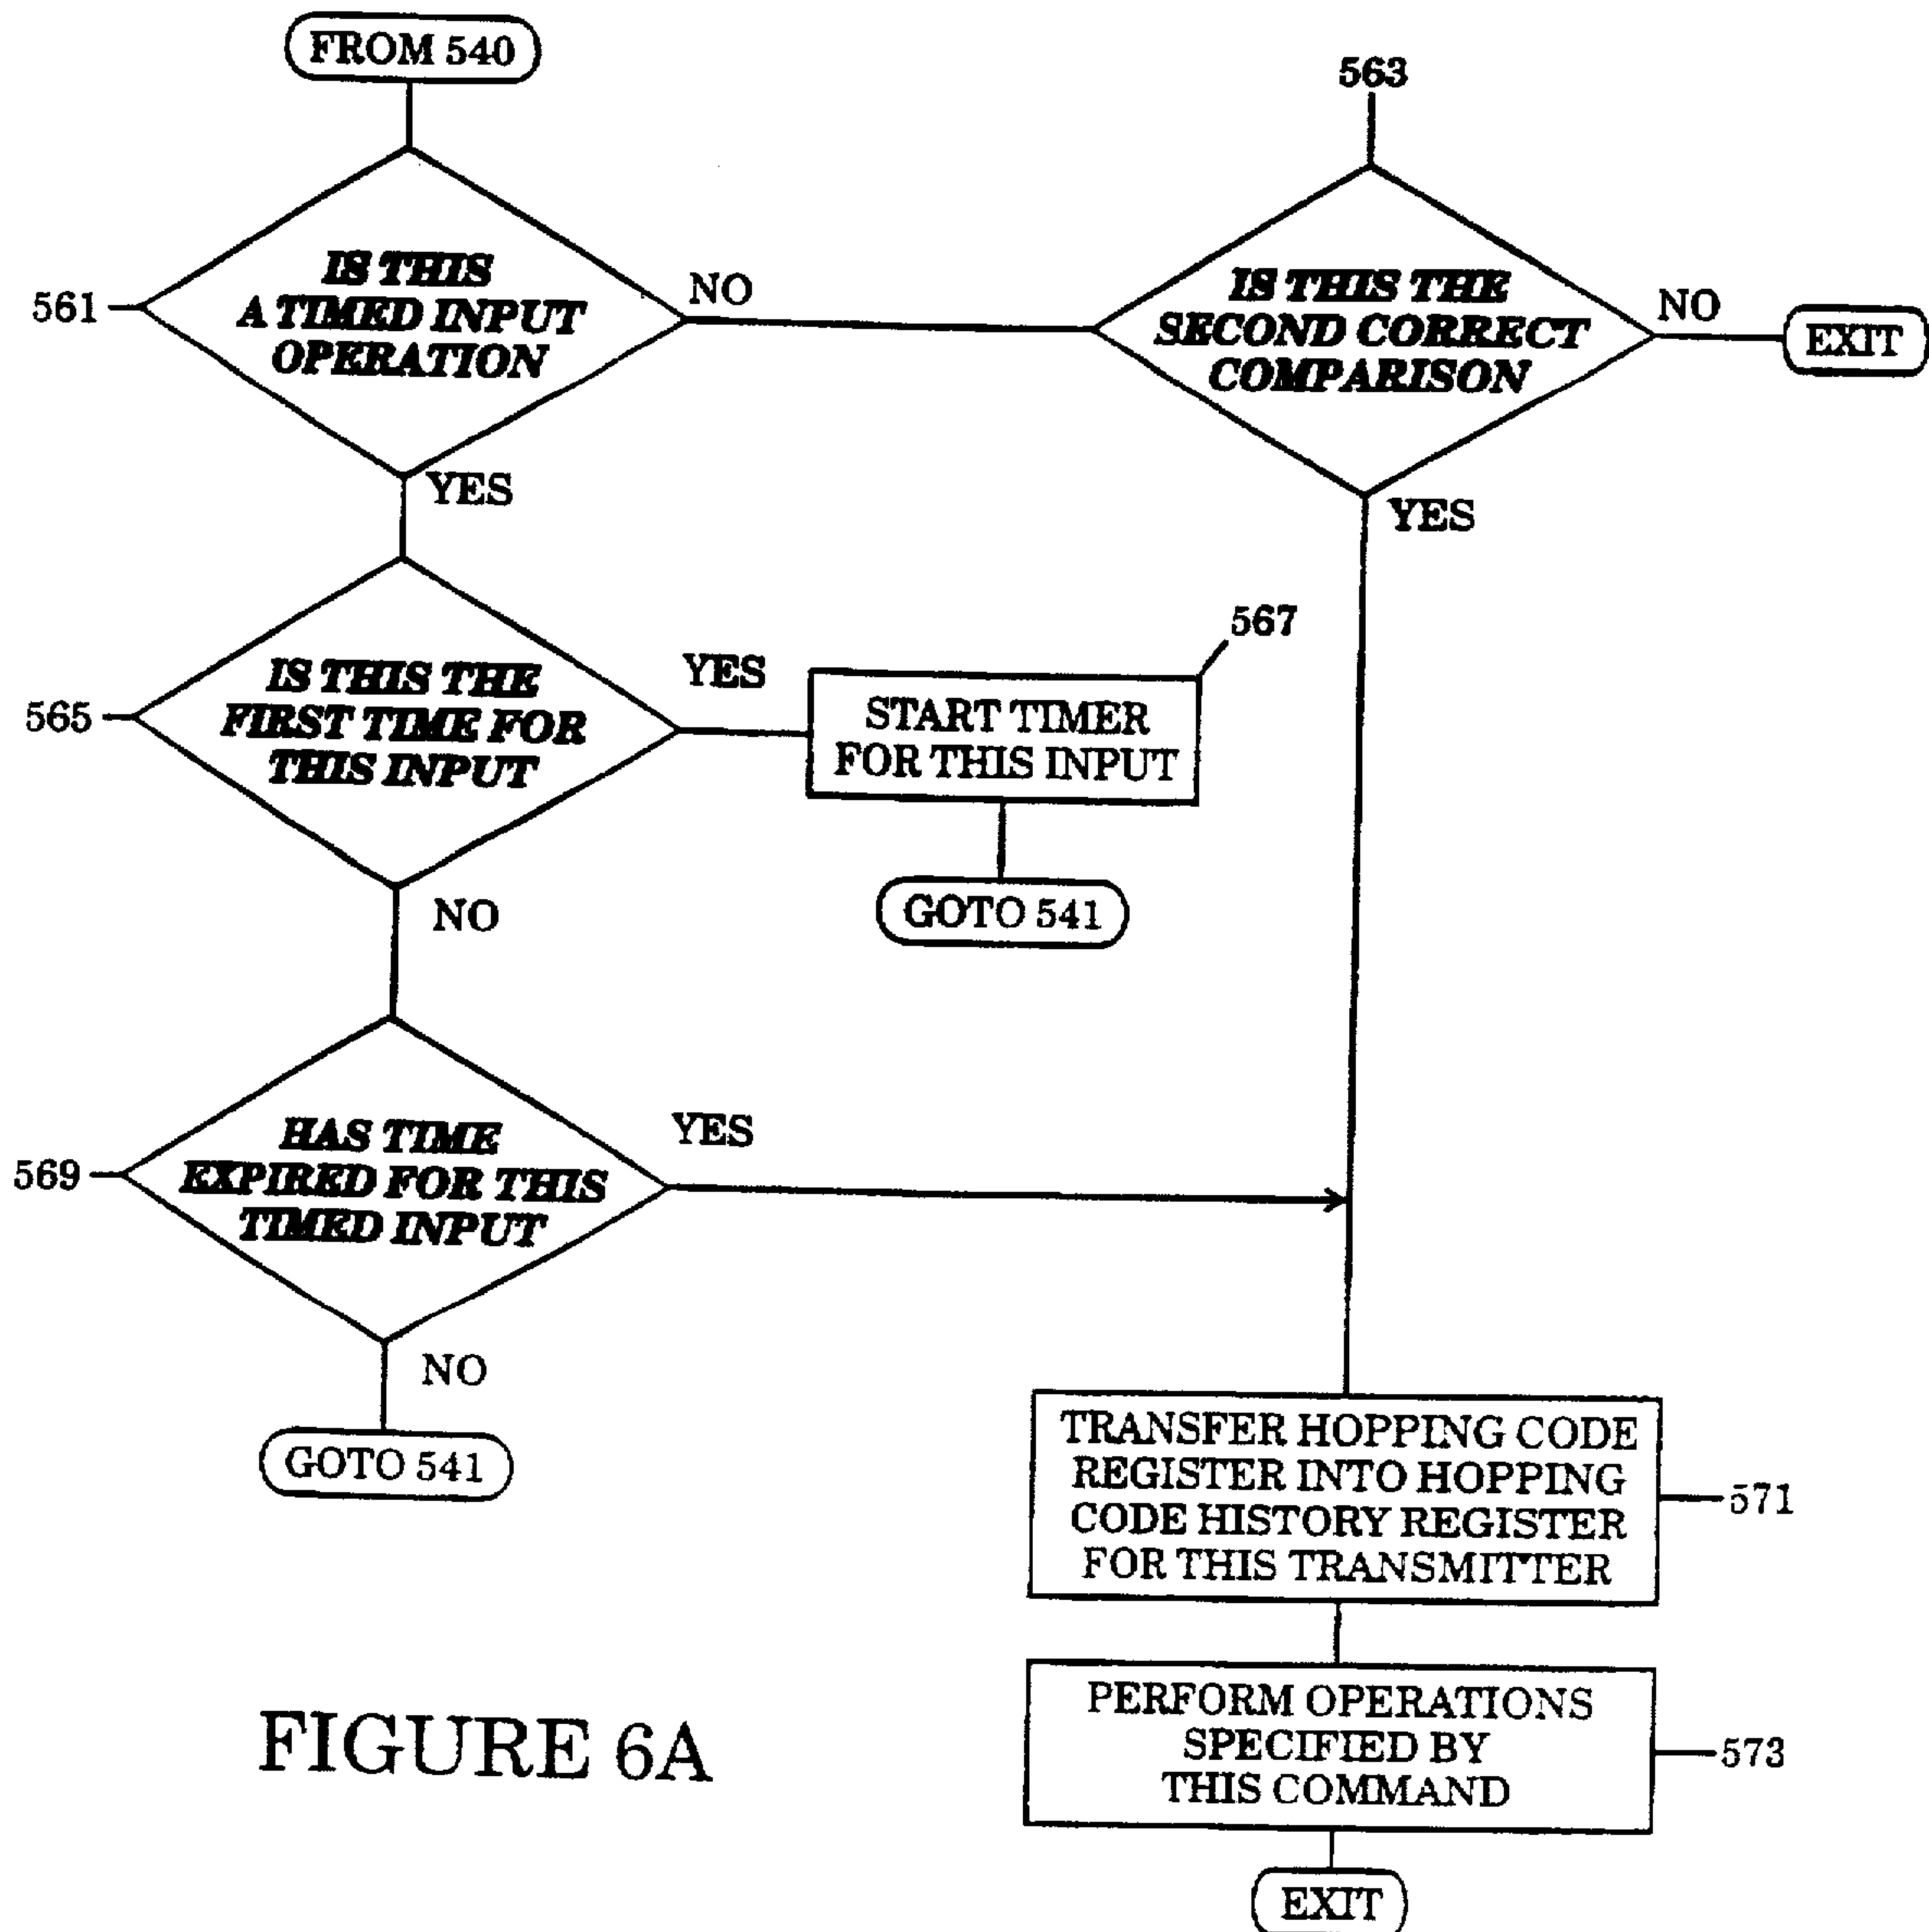 FROM 540
563
IS THIS
A TIMED INPUT
OPERATION
561
NO
YES
IS THIS THE
SECOND CORRECT
COMPARISON
NO
EXIT
YES
565
IS THIS THE
FIRST TIME FOR
THIS INPUT
YES
567
START TIMER
FOR THIS INPUT
GOTO 541
NO
569
HAS TIME
EXPIRED FOR THIS
TIMED INPUT
YES
NO
GOTO 541
TRANSFER HOPPING CODE
REGISTER INTO HOPPING
CODE HISTORY REGISTER
FOR THIS TRANSMITTER
571
PERFORM OPERATIONS
SPECIFIED BY
THIS COMMAND
573
EXIT
FIGURE 6A